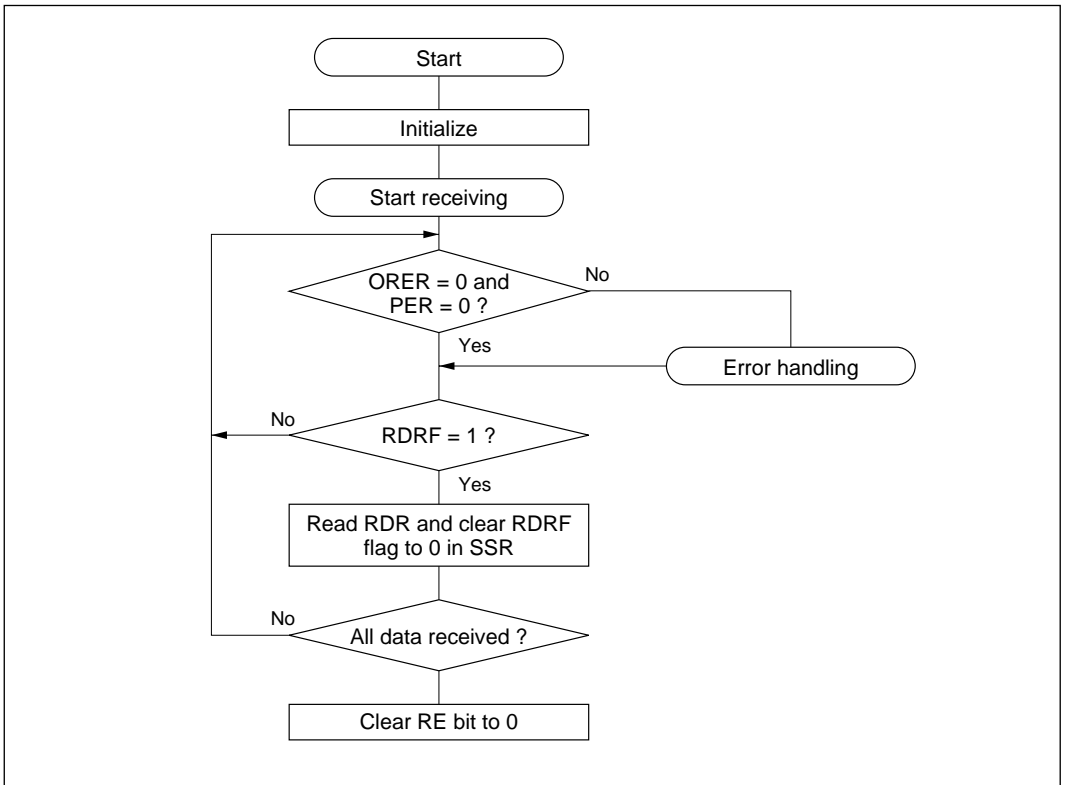 Start
Initialize
Start receiving
ORER = 0 and
PER = 0 ?
No
Yes
Error handling
No
RDRF = 1 ?
Yes
Read RDR and clear RDRF
flag to 0 in SSR
No
All data received ?
Clear RE bit to 0